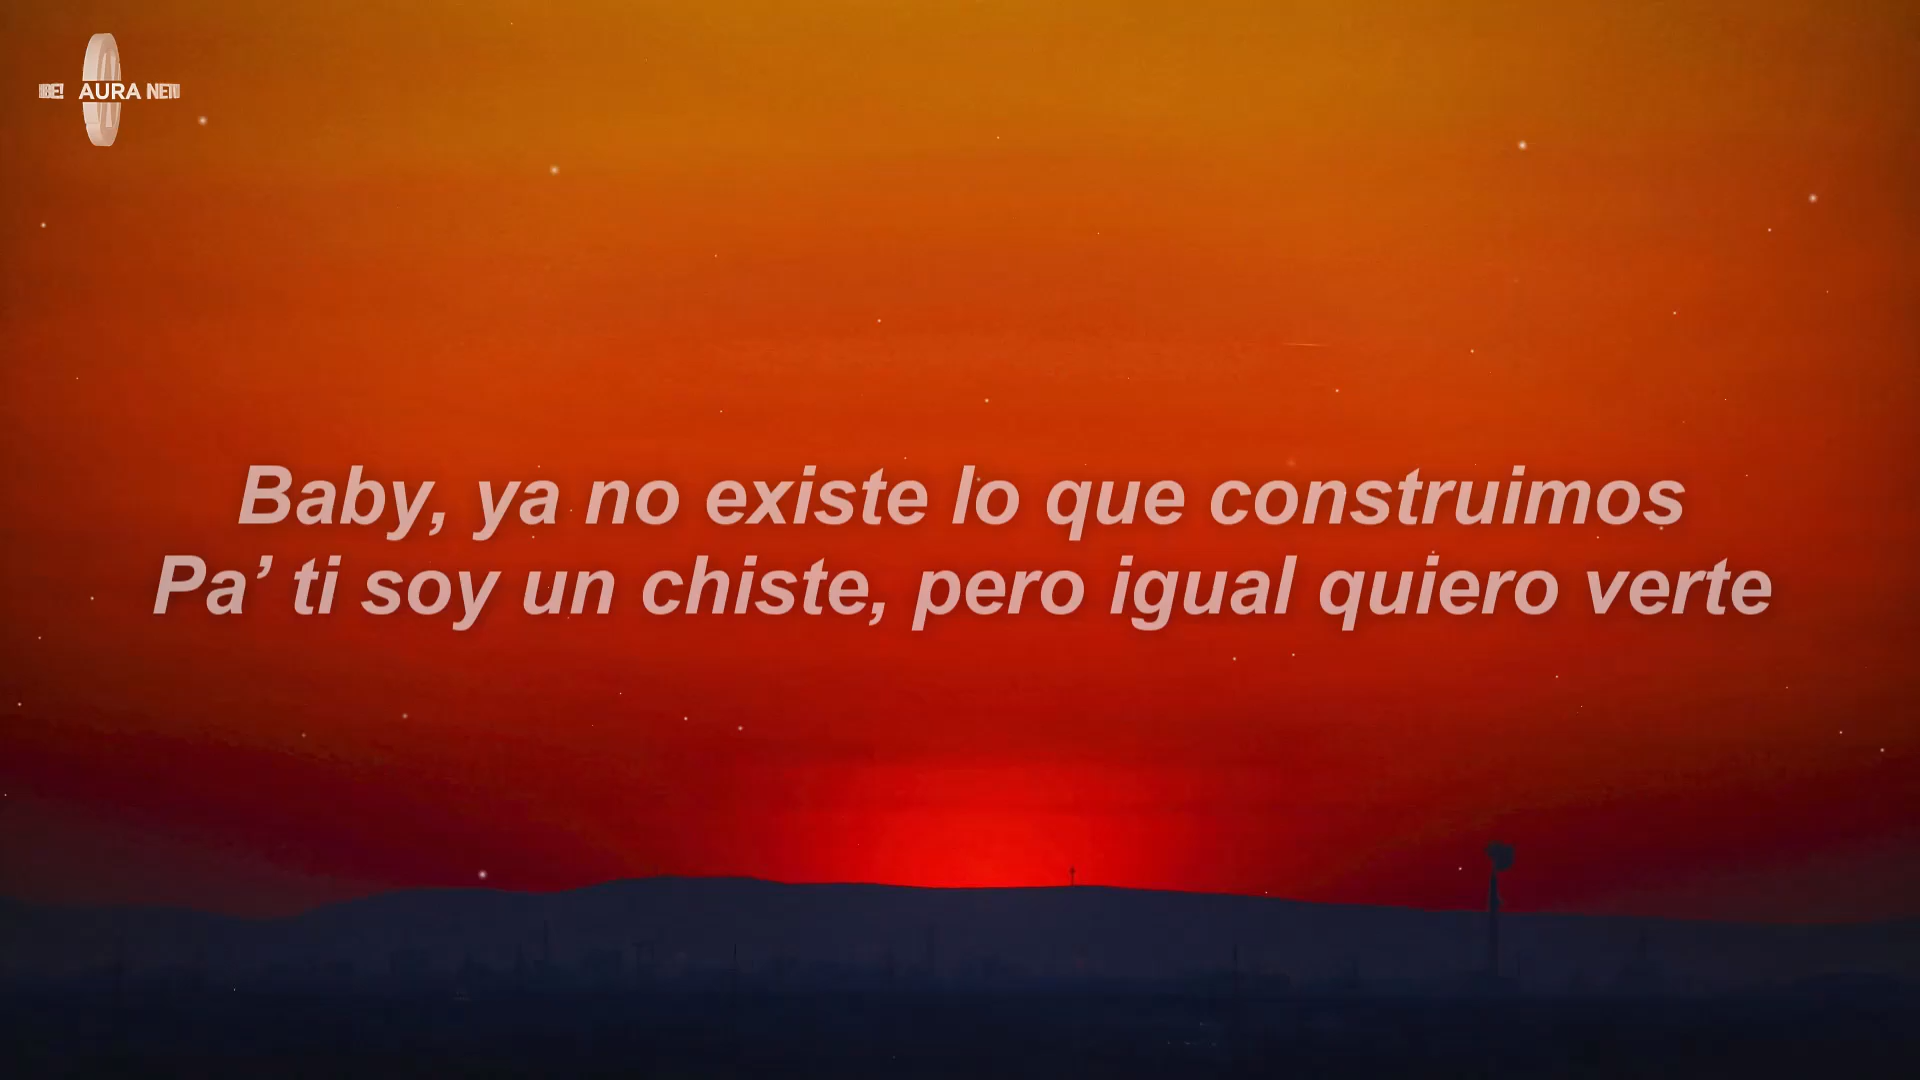 AURA
Baby, ya no existe lo que construimos
Pa’ ti soy un chiste, pero igual quiero verte